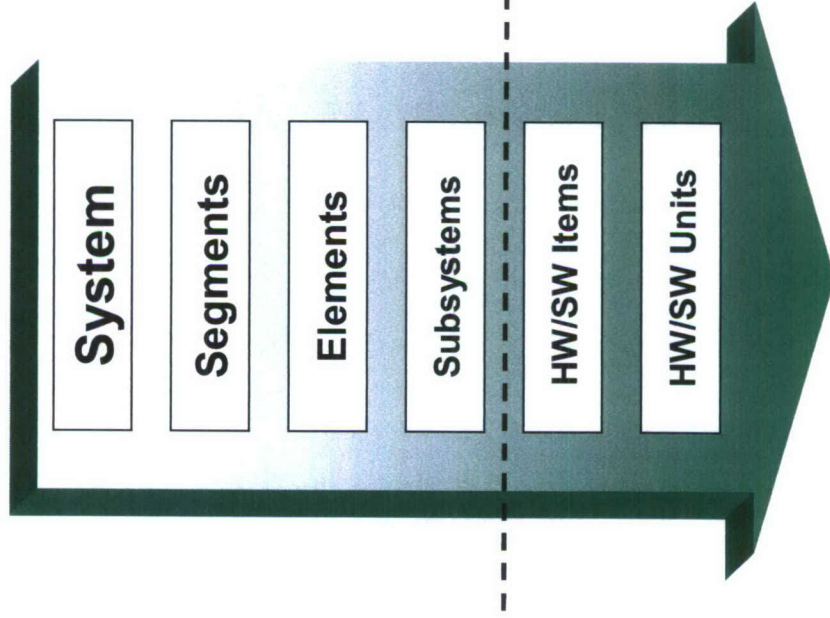 System
Segments
Elements
Subsystems
HW/SW Items
HW/SW Units